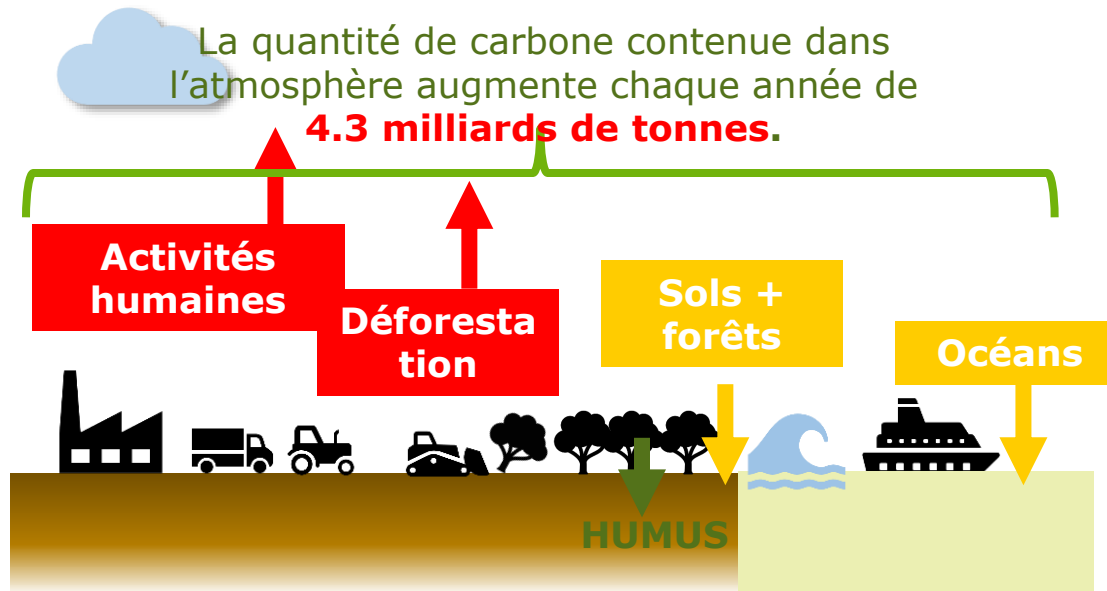 La quantité de carbone contenue dans
l’atmosphère augmente chaque année de
4.3 milliards de tonnes.
Activités
humaines
Déforesta
tion
Sols +
forêts
Océans
HUMUS